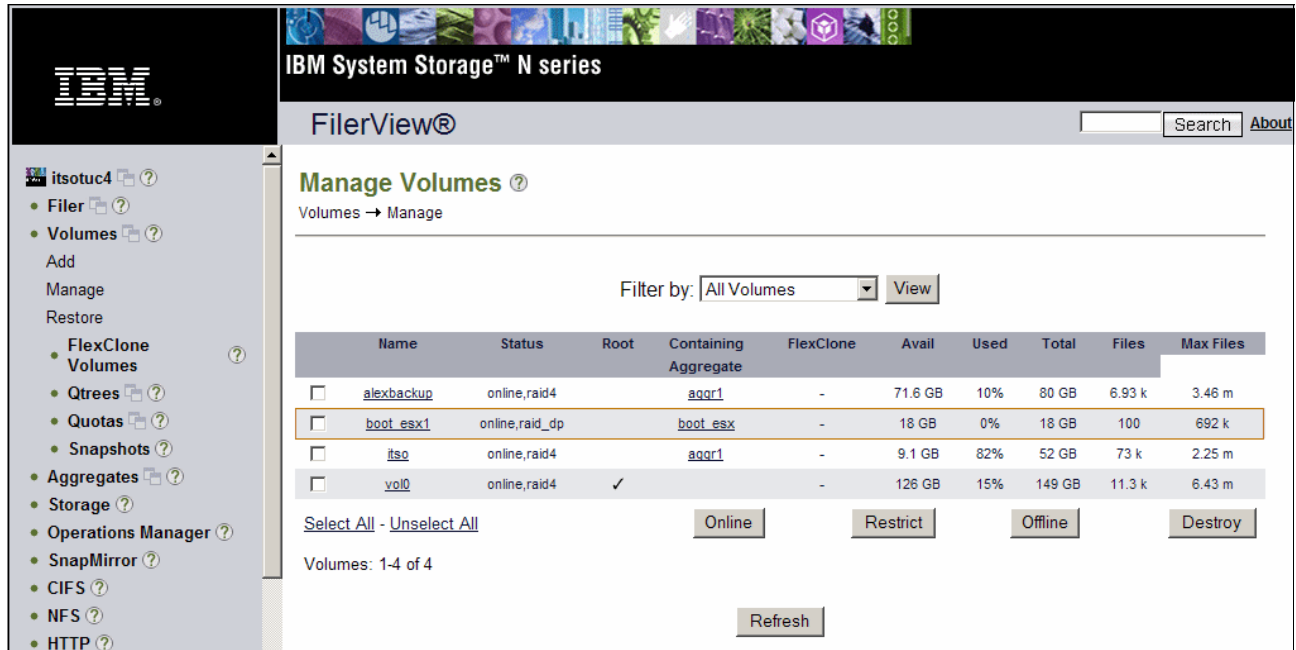 IBM®
IBM System Storage™ N series
FilerView®
Search About
itsotuc4
Filer
Volumes
Add
Manage
Restore
FlexClone
Volumes
Qtrees
Quotas
Snapshots
Aggregates
Storage
Operations Manager
SnapMirror
CIFS
NFS
HTTP
Manage Volumes
Volumes → Manage
Filter by: All Volumes View
Name Status Root Containing Aggregate FlexClone Avail Used Total Files Max Files
alexbackup online,raid4 aggr1 - 71.6 GB 10% 80 GB 6.93 k 3.46 m
boot_esx1 online,raid_dp boot_esx - 18 GB 0% 18 GB 100 692 k
itso online,raid4 aggr1 - 9.1 GB 82% 52 GB 73 k 2.25 m
vol0 online,raid4 ✓ - 126 GB 15% 149 GB 11.3 k 6.43 m
Select All - Unselect All Online Restrict Offline Destroy
Volumes: 1-4 of 4
Refresh